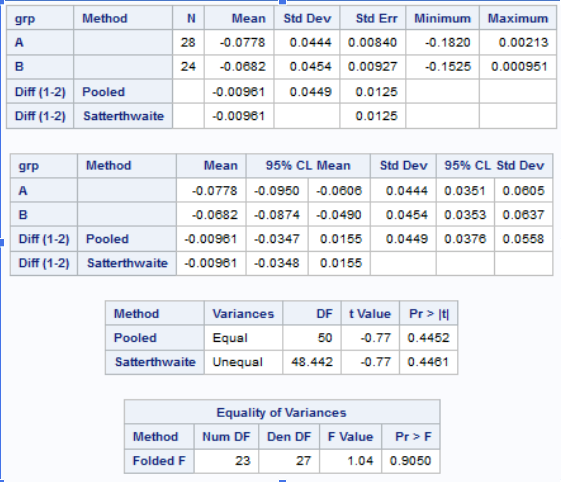 grp Method N Mean Std Dev Std Err Minimum Maximum
A 28 -0.0778 0.0444 0.00840 -0.1820 0.00213
B 24 -0.0682 0.0454 0.00927 -0.1525 0.000951
Diff (1-2) Pooled -0.00961 0.0449 0.0125
Diff (1-2) Satterthwaite -0.00961 0.0125
grp Method Mean 95% CL Mean Std Dev 95% CL Std Dev
A -0.0778 -0.0950 -0.0606 0.0444 0.0351 0.0605
B -0.0682 -0.0874 -0.0490 0.0454 0.0353 0.0637
Diff (1-2) Pooled -0.00961 -0.0347 0.0155 0.0449 0.0376 0.0558
Diff (1-2) Satterthwaite -0.00961 -0.0348 0.0155
Method Variances DF t Value Pr > |t|
Pooled Equal 50 -0.77 0.4452
Satterthwaite Unequal 48.442 -0.77 0.4461
Equality of Variances
Method Num DF Den DF F Value Pr > F
Folded F 23 27 1.04 0.9050